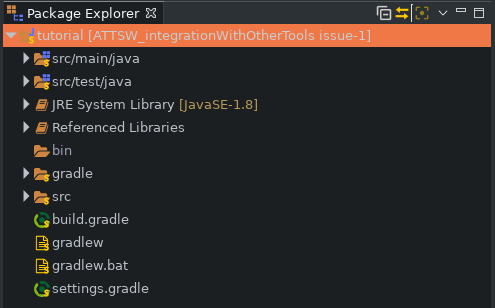 Package Explorer
tutorial [ATTSW_integrationWithOtherTools issue-1]
src/main/java
src/test/java
JRE System Library [JavaSE-1.8]
Referenced Libraries
bin
gradle
src
build.gradle
gradlew
gradlew.bat
settings.gradle